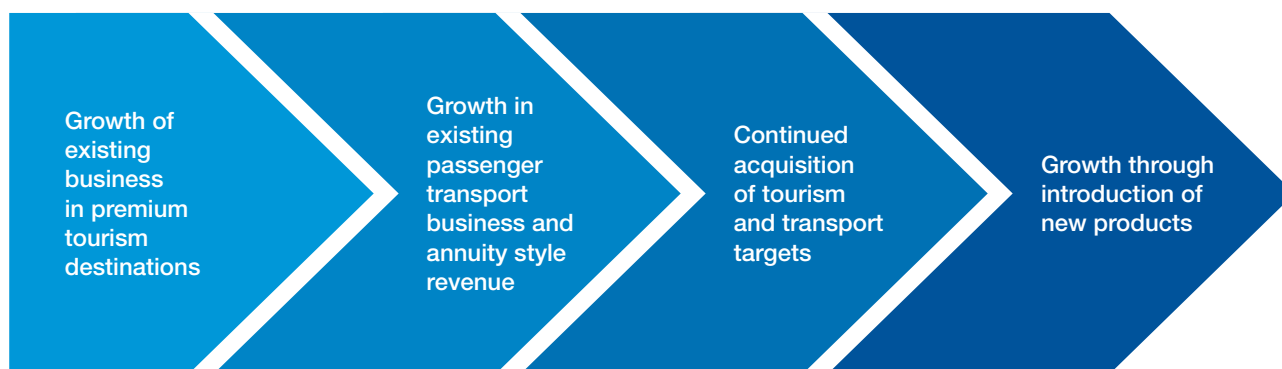 Growth of
existing
business
in premium
tourism
destinations
Growth in
existing
passenger
transport
business and
annuity style
revenue
Continued
acquisition
of tourism
and transport
targets
Growth through
introduction of
new products